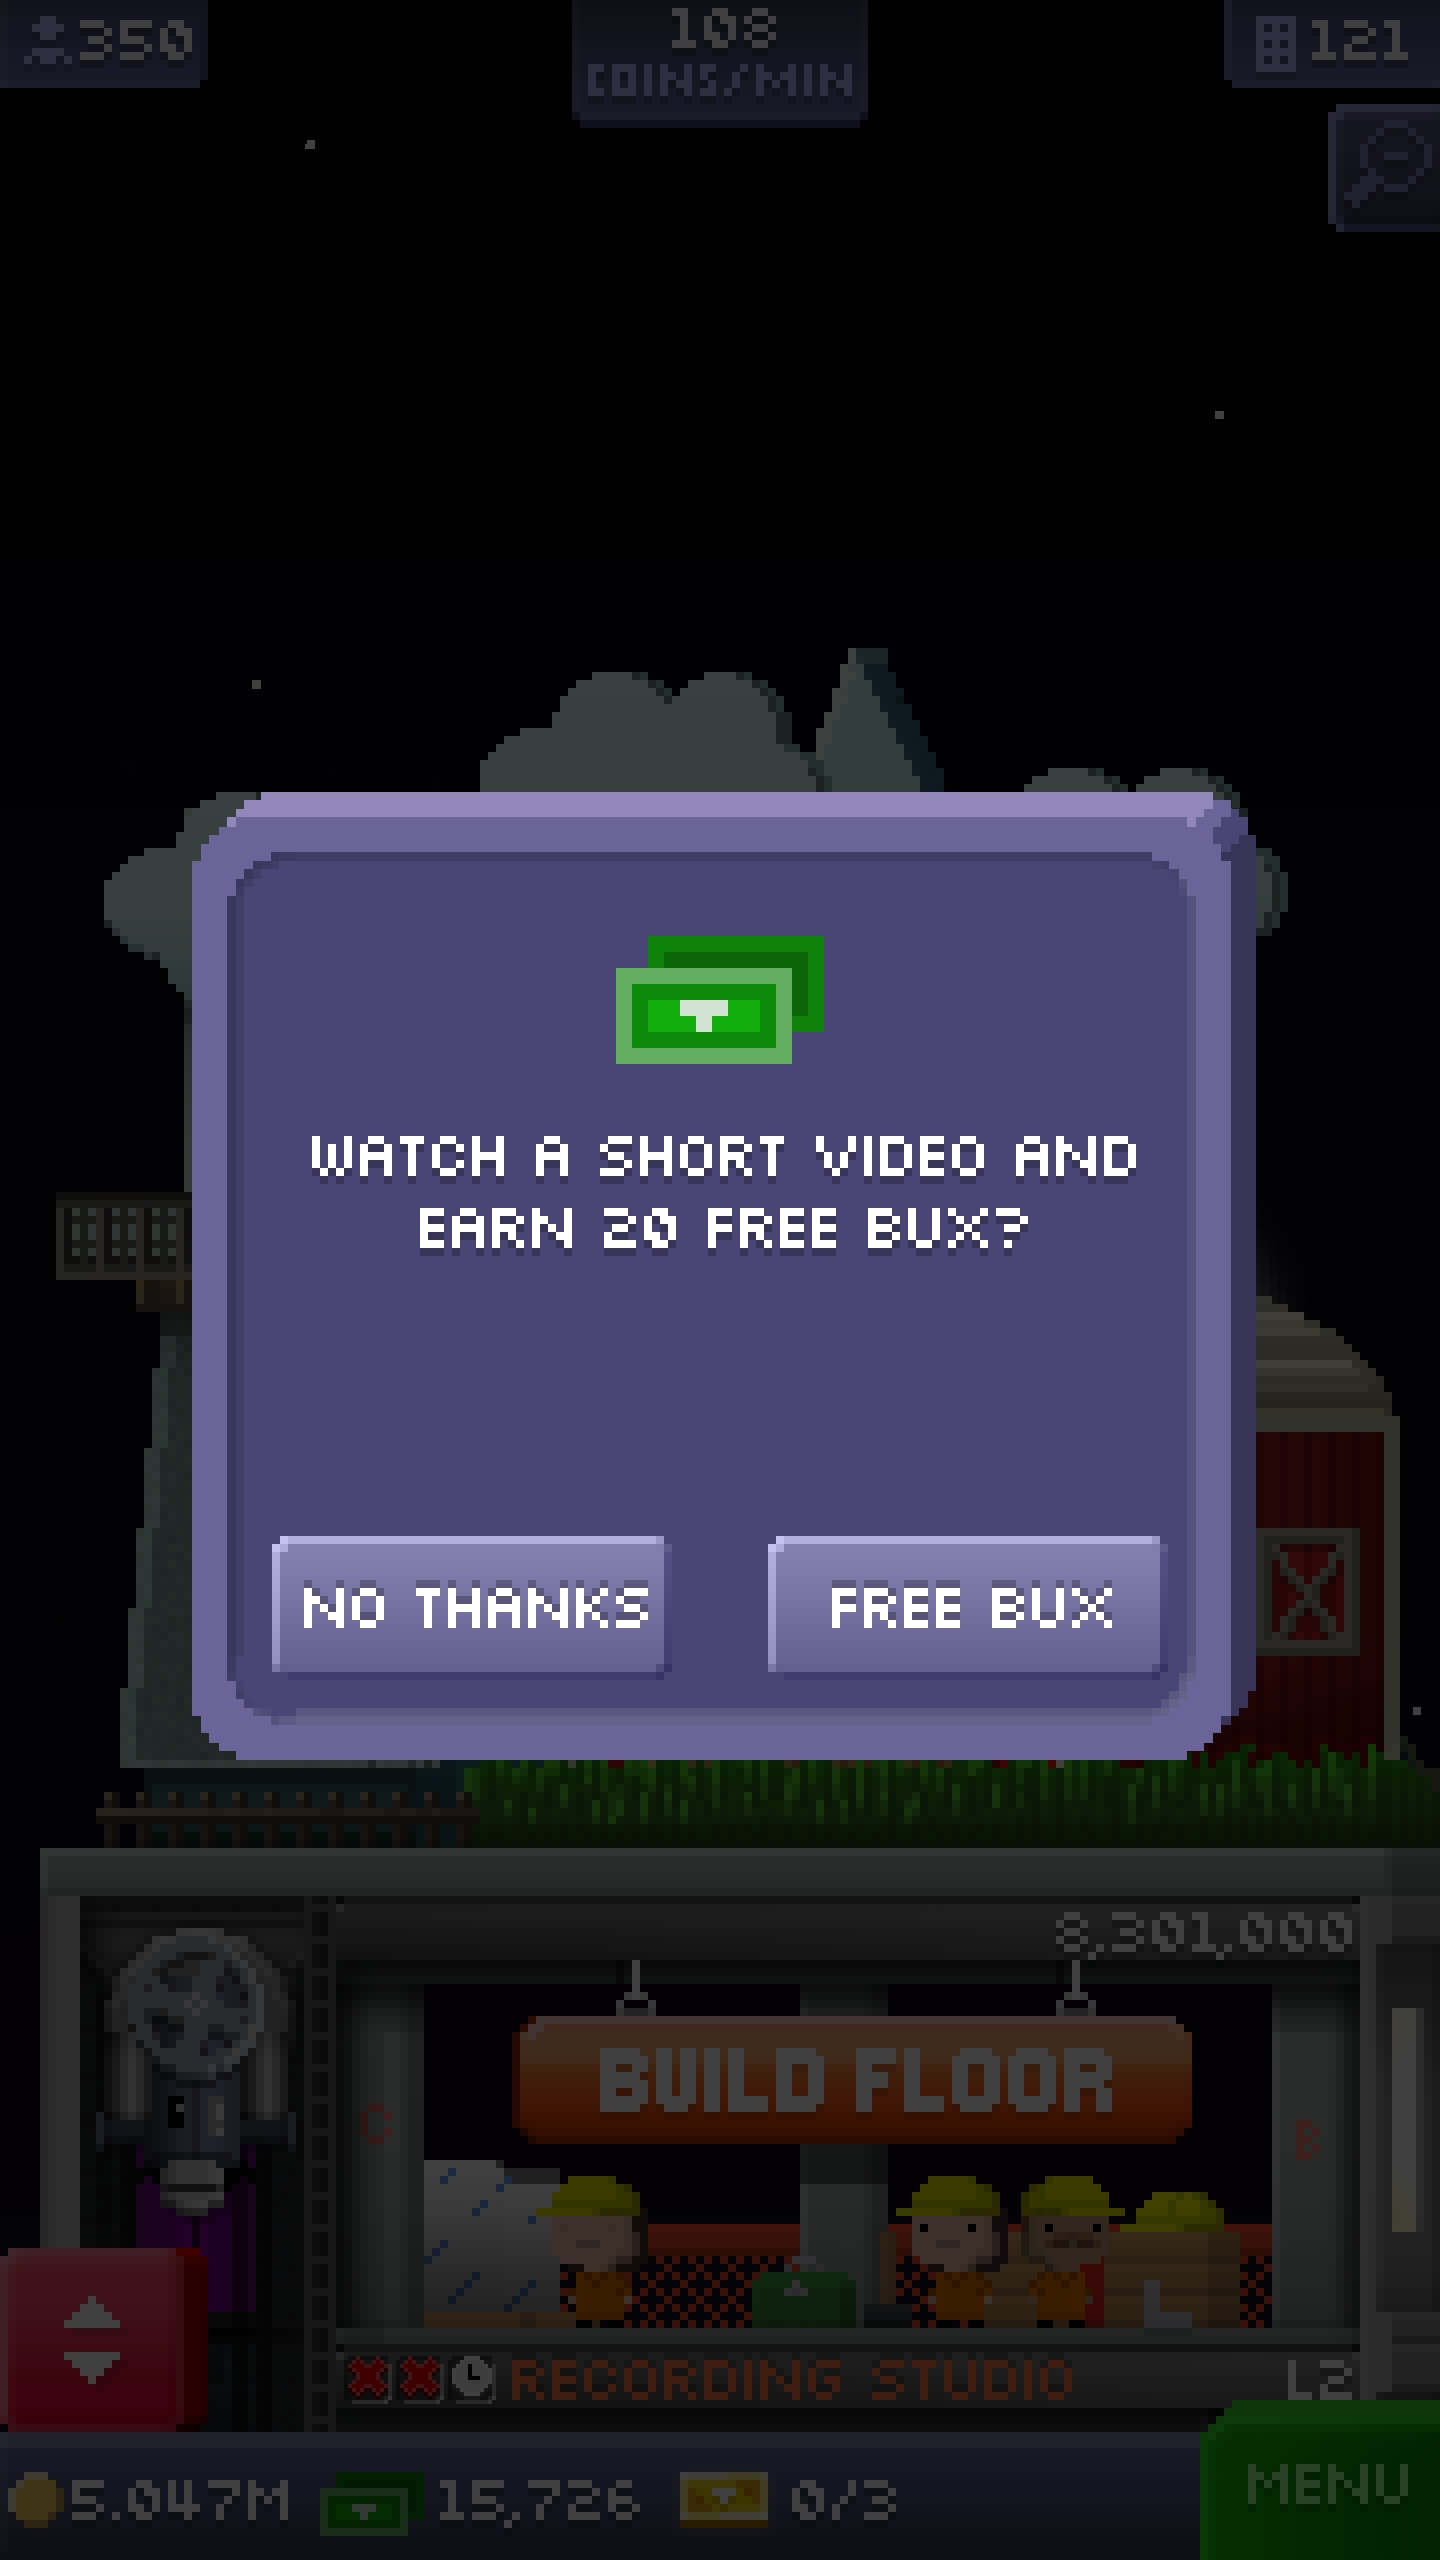 350
108
COINS/MIN
121
WATCH A SHORT VIDEO AND
EARN 20 FREE BUX?
NO THANKS
FREE BUX
8,301,000
BUILD FLOOR
C
B
RECORDING STUDIO
L2
5.047M
15,726
0/3
MENU